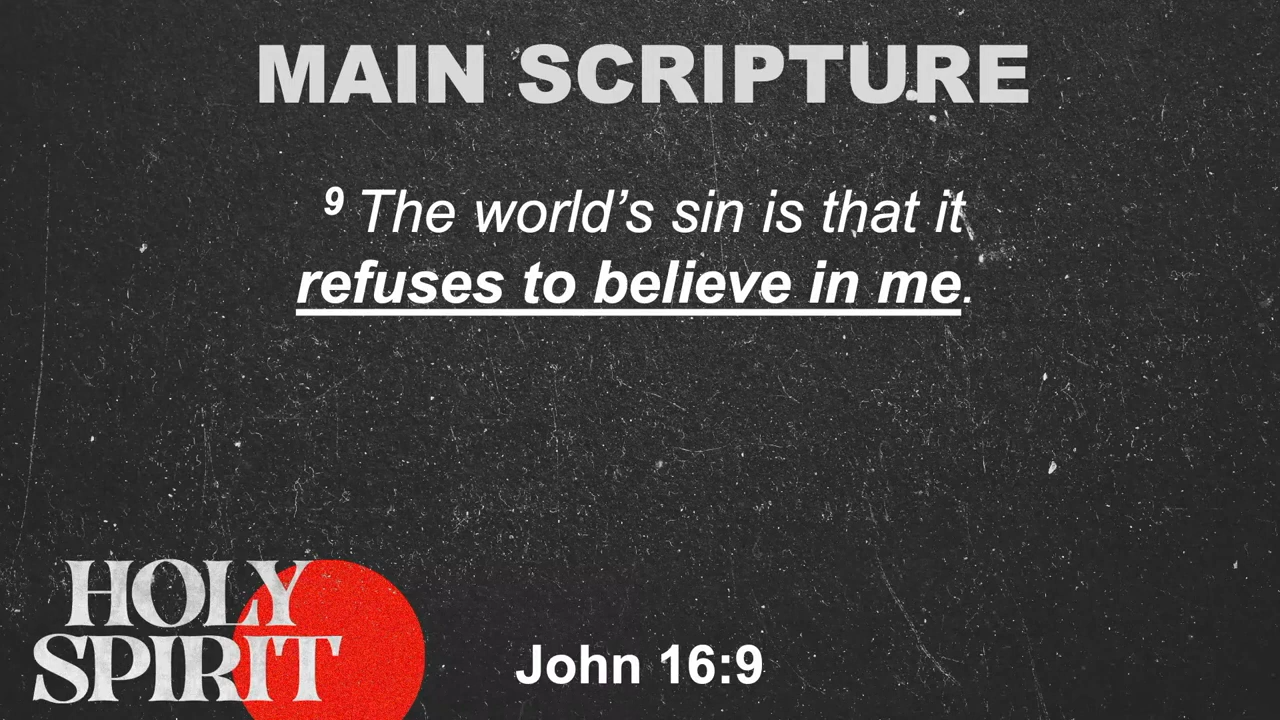 MAIN SCRIPTURE
9 The world’s sin is that it
refuses to believe in me.
HOLY
SPIRIT
John 16:9